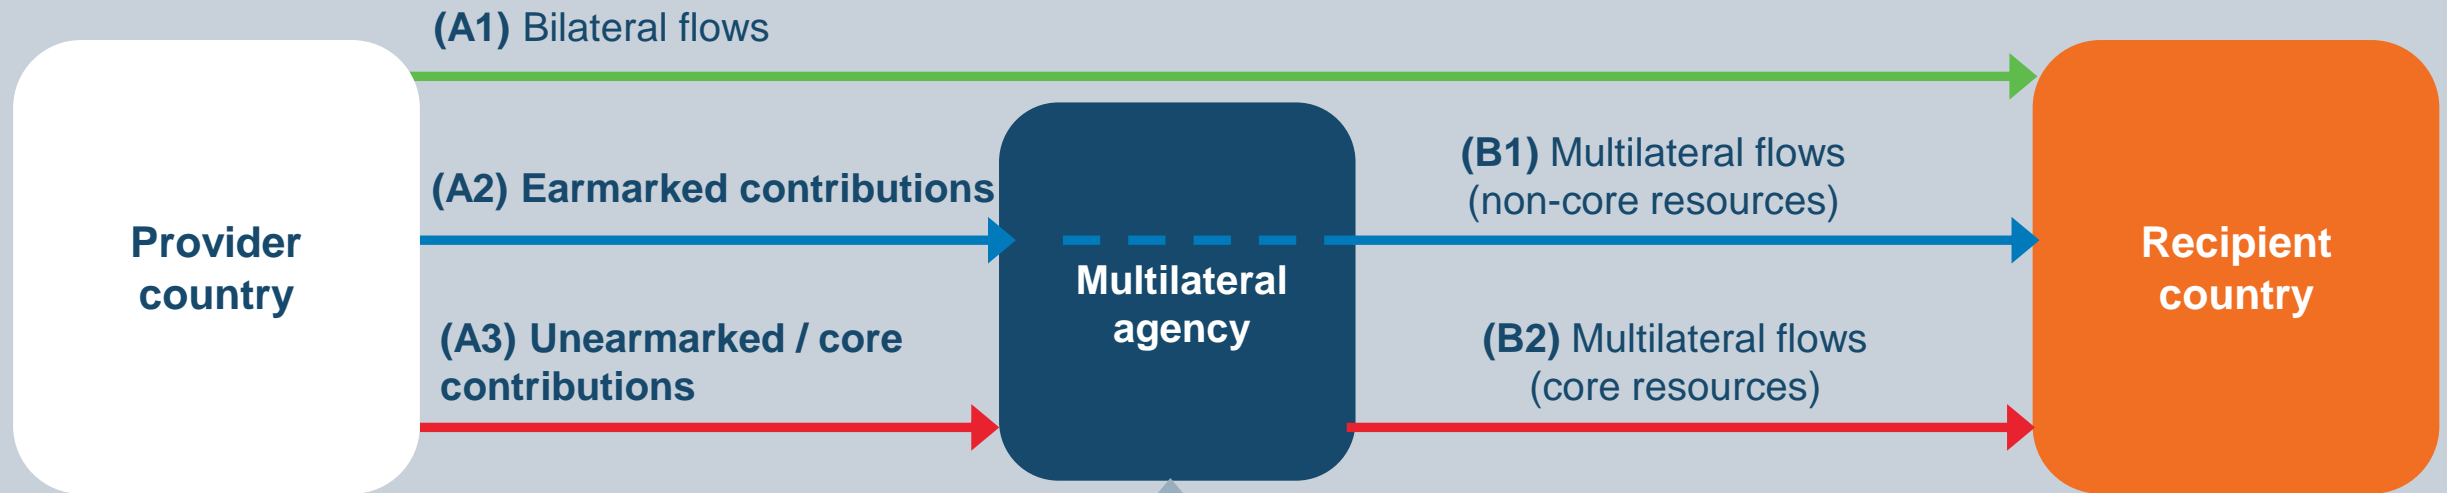 (A1) Bilateral flows
Provider
country
(A2) Earmarked contributions
(A3) Unearmarked / core
contributions
Multilateral
agency
(B1) Multilateral flows
(non-core resources)
(B2) Multilateral flows
(core resources)
Recipient
country